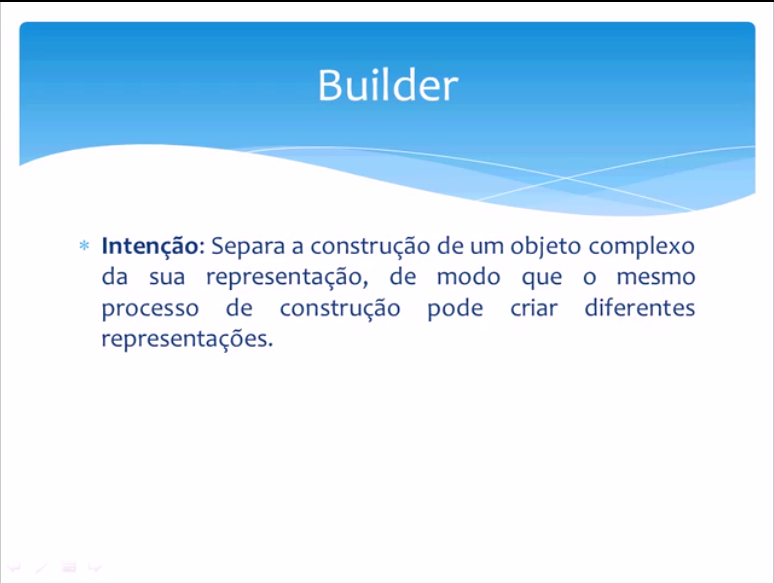 Builder
Intenção: Separa a construção de um objeto complexo
da sua representação, de modo que o mesmo
processo de construção pode criar diferentes
representações.